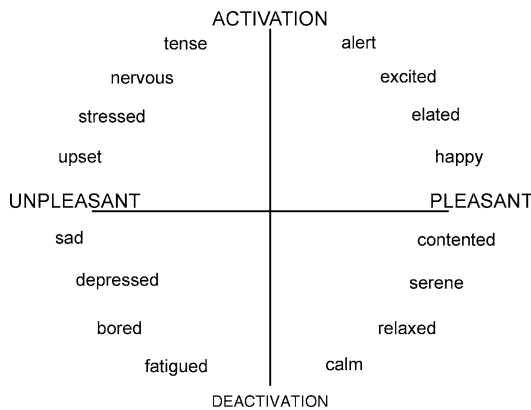 ACTIVATION
tense alert
nervous excited
stressed elated
upset happy
UNPLEASANT PLEASANT
sad contented
depressed serene
bored relaxed
fatigued calm
DEACTIVATION